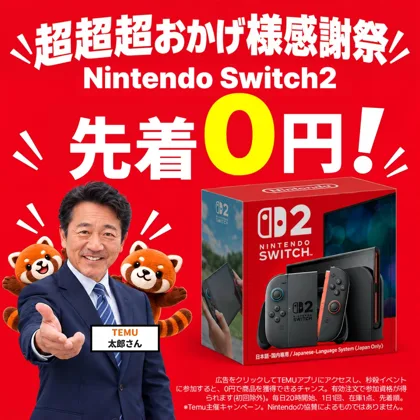 超超超おかげ様感謝祭
Nintendo Switch2
先着0円!
Nintendo
2
NINTENDO
SWITCH™
2
NINTENDO
SWITCH
TEMU
太郎さん
日本語・国内専用 / Japanese-Language System (Japan Only)
広告をクリックしてTEMUアプリにアクセスし、秒殺イベント
に参加すると、0円で商品を獲得できるチャンス。有効注文で参加資格が得
られます(初回除外)。毎日20時開始、1日1回、在庫1点、先着順。
*Temu主催キャンペーン。Nintendoの協賛によるものではありません。